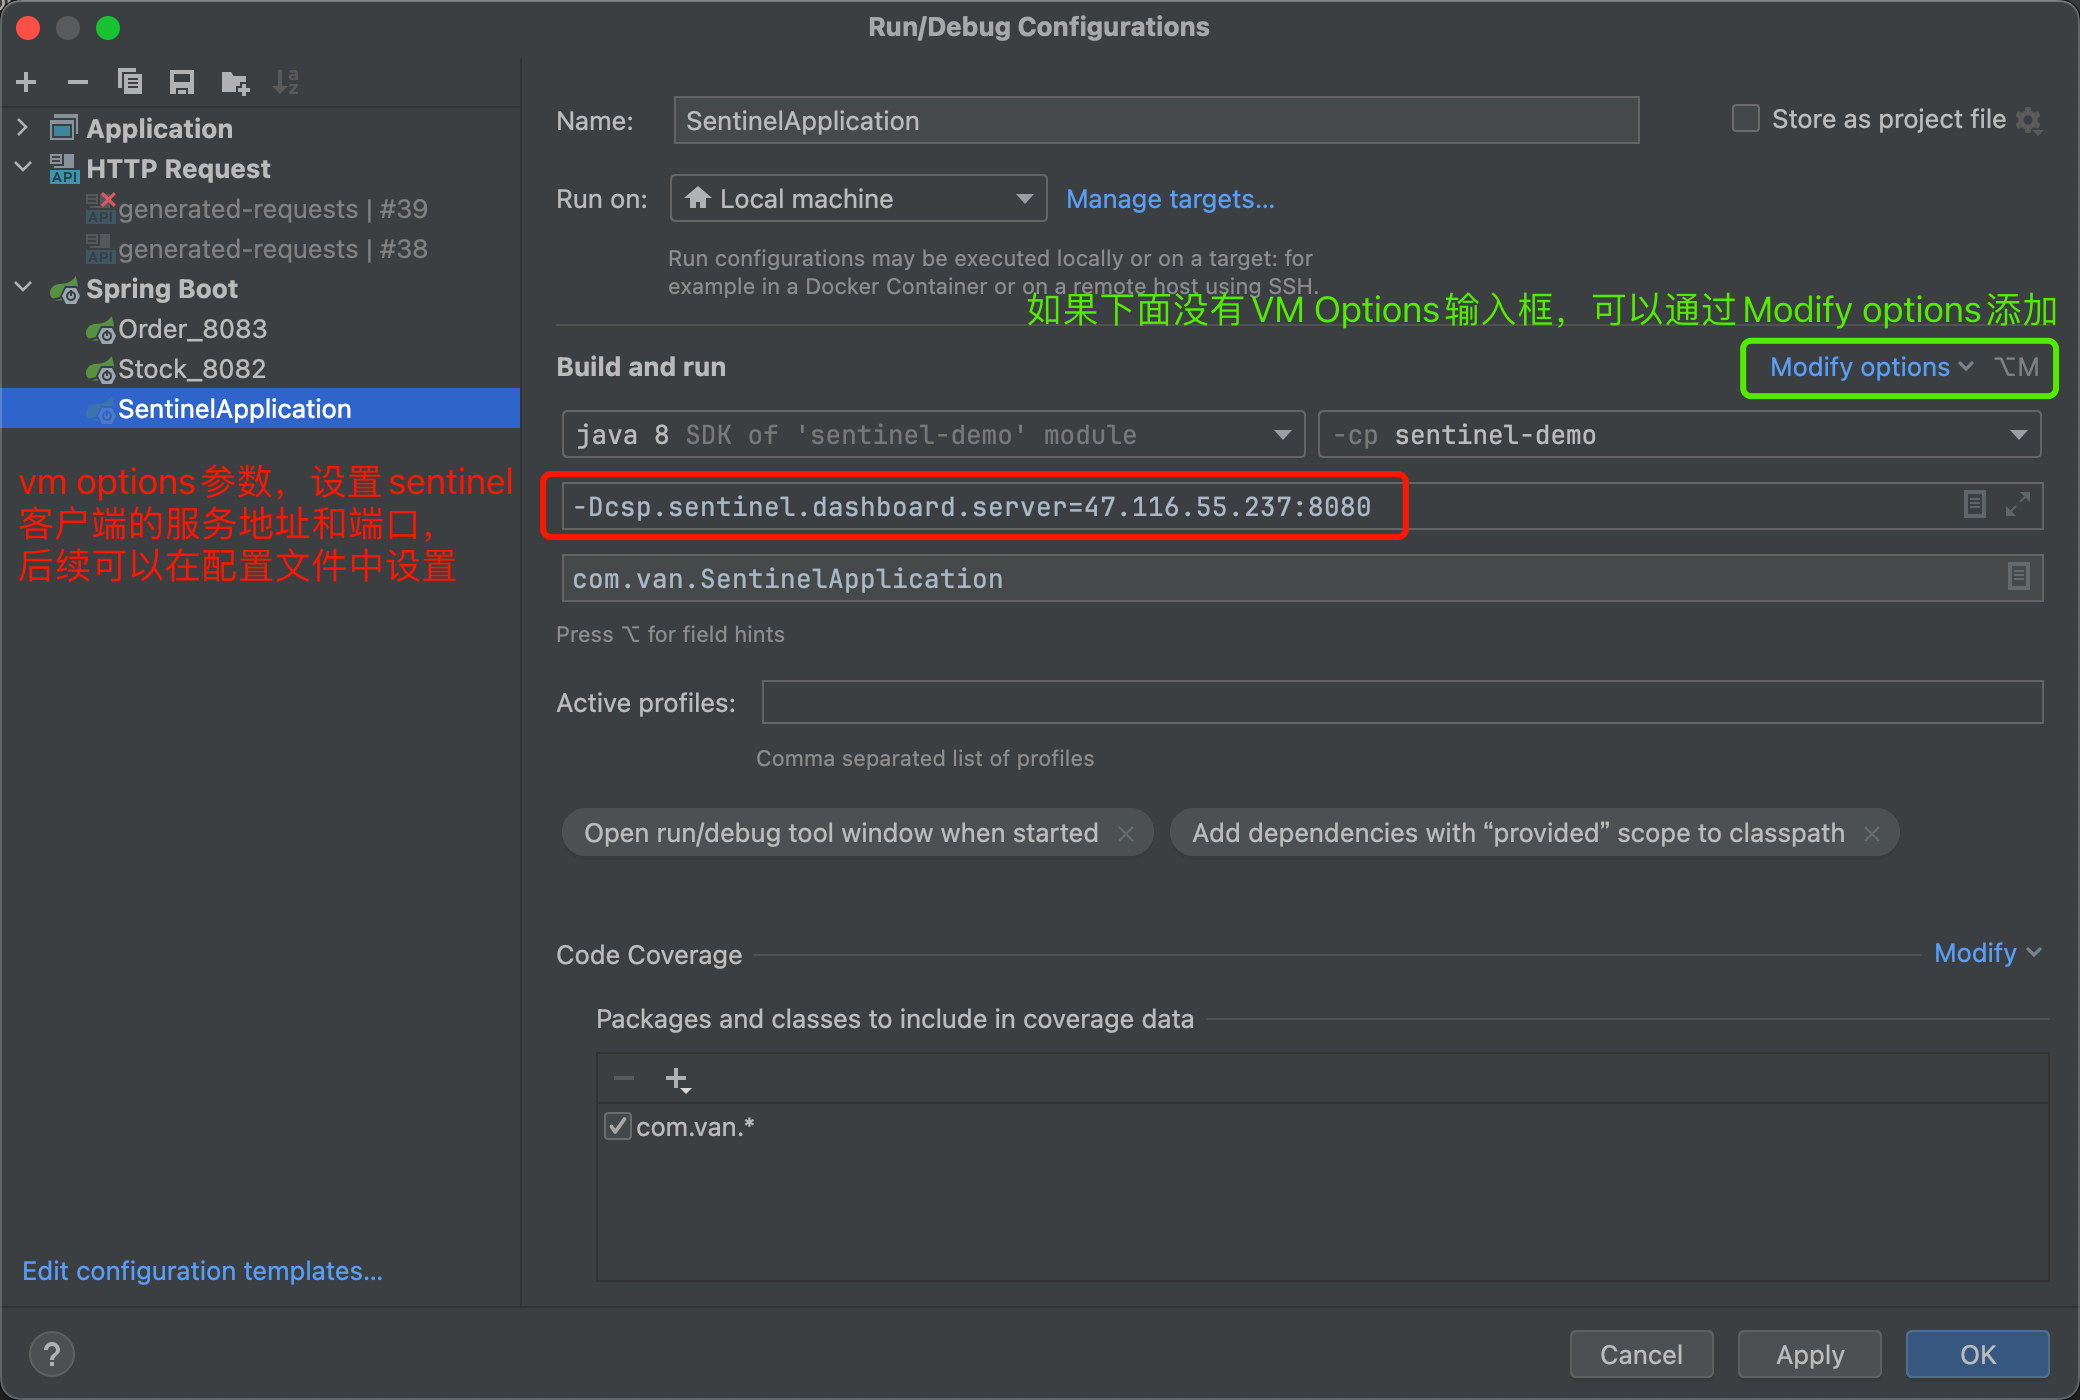 Run/Debug Configurations
Application
HTTP Request
generated-requests | #39
generated-requests | #38
Spring Boot
Order_8083
Stock_8082
SentinelApplication
vm options参数，设置sentinel
客户端的服务地址和端口，
后续可以在配置文件中设置
Edit configuration templates...
Name: SentinelApplication
Store as project file
Run on: Local machine Manage targets...
Run configurations may be executed locally or on a target: for
example in a Docker Container or on a remote host using SSH.
如果下面没有VM Options输入框，可以通过Modify options添加
Build and run
Modify options ⌥M
java 8 SDK of 'sentinel-demo' module
-cp sentinel-demo
-Dcsp.sentinel.dashboard.server=47.116.55.237:8080
com.van.SentinelApplication
Press ⌥ for field hints
Active profiles:
Comma separated list of profiles
Open run/debug tool window when started
Add dependencies with “provided” scope to classpath
Code Coverage
Modify
Packages and classes to include in coverage data
com.van.*
? Cancel Apply OK